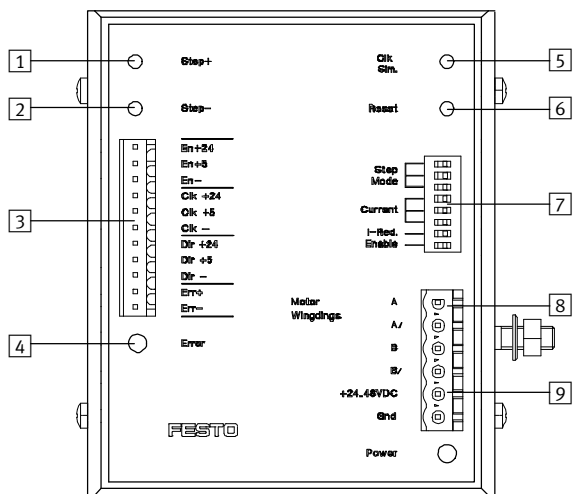 1
Step+
2
Step-
3
En+24
En+5
En-
Clk +24
Clk +5
Clk -
Dir +24
Dir +5
Dir -
Err+
Err-
4
Error
FESTO
Clk
Sim.
5
Reset
6
Step
Mode
7
Current
I-Red.
Enable
Motor
Wingdings
A
8
A/
B
B/
+24..48VDC
9
Gnd
Power